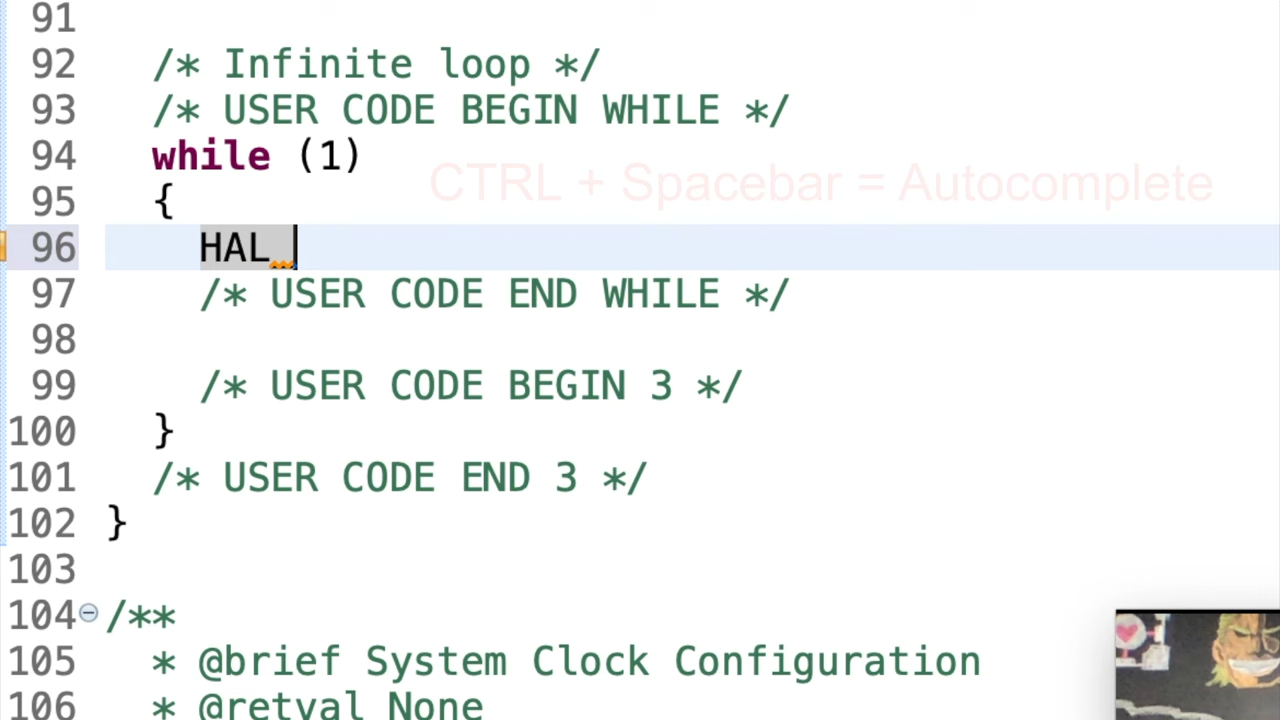 91
92 /* Infinite loop */
93 /* USER CODE BEGIN WHILE */
94 while (1)
CTRL + Spacebar = Autocomplete
95 {
96 HAL_
97 /* USER CODE END WHILE */
98
99 /* USER CODE BEGIN 3 */
100 }
101 /* USER CODE END 3 */
102 }
103
104 /**
105 * @brief System Clock Configuration
106 * @retval None